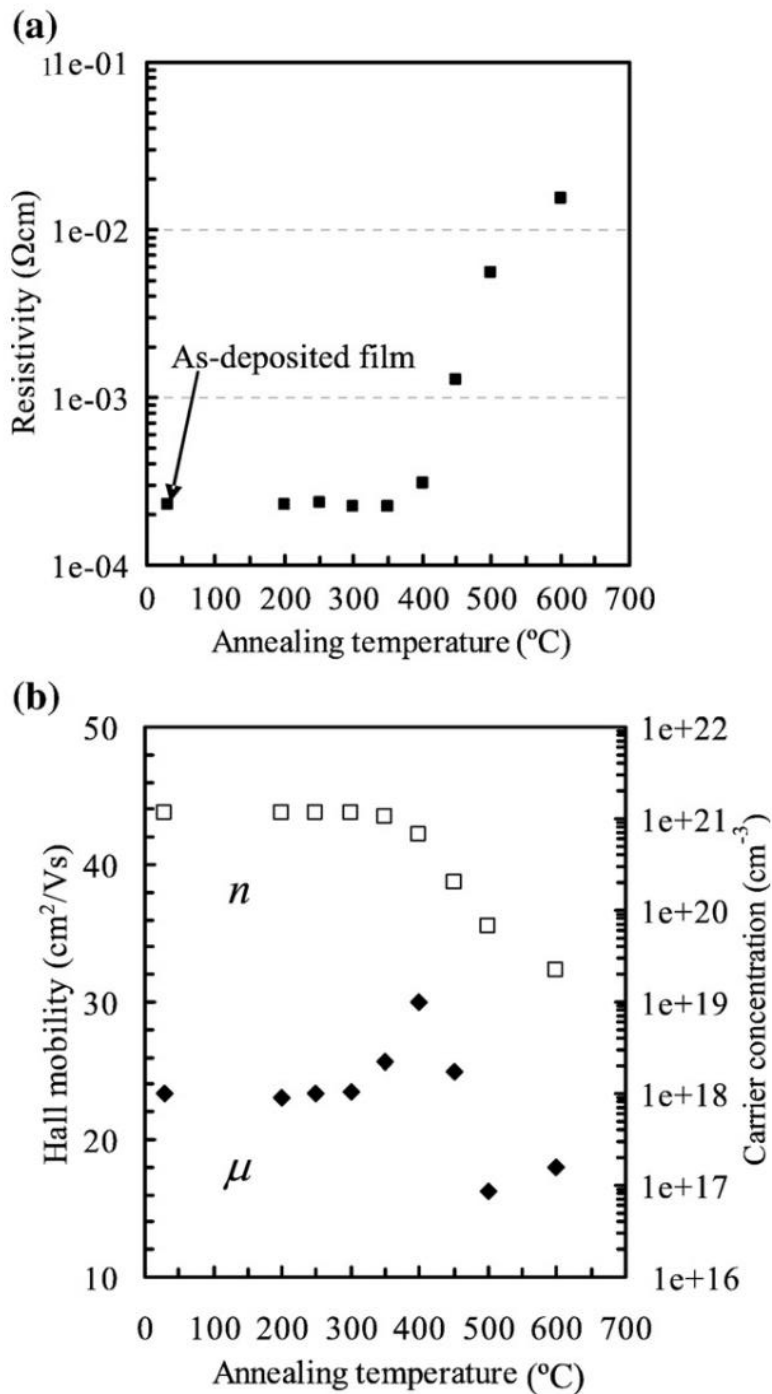 (a)
11e-01
1e-02
1e-03
1e-04
Resistivity (Ωcm)
As-deposited film
0 100 200 300 400 500 600 700
Annealing temperature (ºC)
(b)
50
40
30
20
10
Hall mobility (cm²/Vs)
n
μ
1e+22
1e+21
1e+20
1e+19
1e+18
1e+17
1e+16
Carrier concentration (cm⁻³)
0 100 200 300 400 500 600 700
Annealing temperature (ºC)